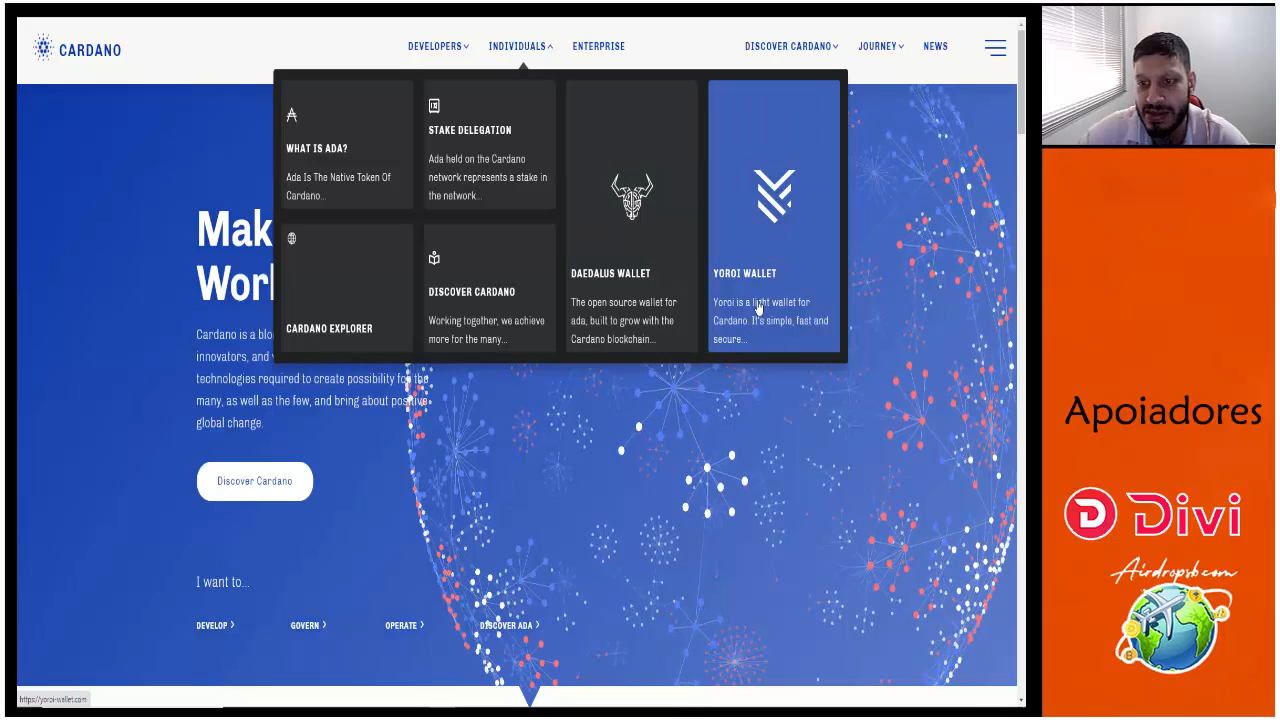 CARDANO
DEVELOPERS
INDIVIDUALS
ENTERPRISE
DISCOVER CARDANO
JOURNEY
NEWS
WHAT IS ADA?
Ada Is The Native Token Of
Cardano...
STAKE DELEGATION
Ada held on the Cardano
network represents a stake in
the network...
CARDANO EXPLORER
DISCOVER CARDANO
Working together, we achieve
more for the many...
DAEDALUS WALLET
The open source wallet for
ada, built to grow with the
Cardano blockchain...
YOROI WALLET
Yoroi is a light wallet for
Cardano. It's simple, fast and
secure...
Mak
Worl
Cardano is a blo
innovators, and
technologies required to create possibility for the
many, as well as the few, and bring about positive
global change.
Discover Cardano
I want to...
DEVELOP
GOVERN
OPERATE
DISCOVER ADA
https://yoroi-wallet.com
Apoiadores
Divi
Airdropsb.com